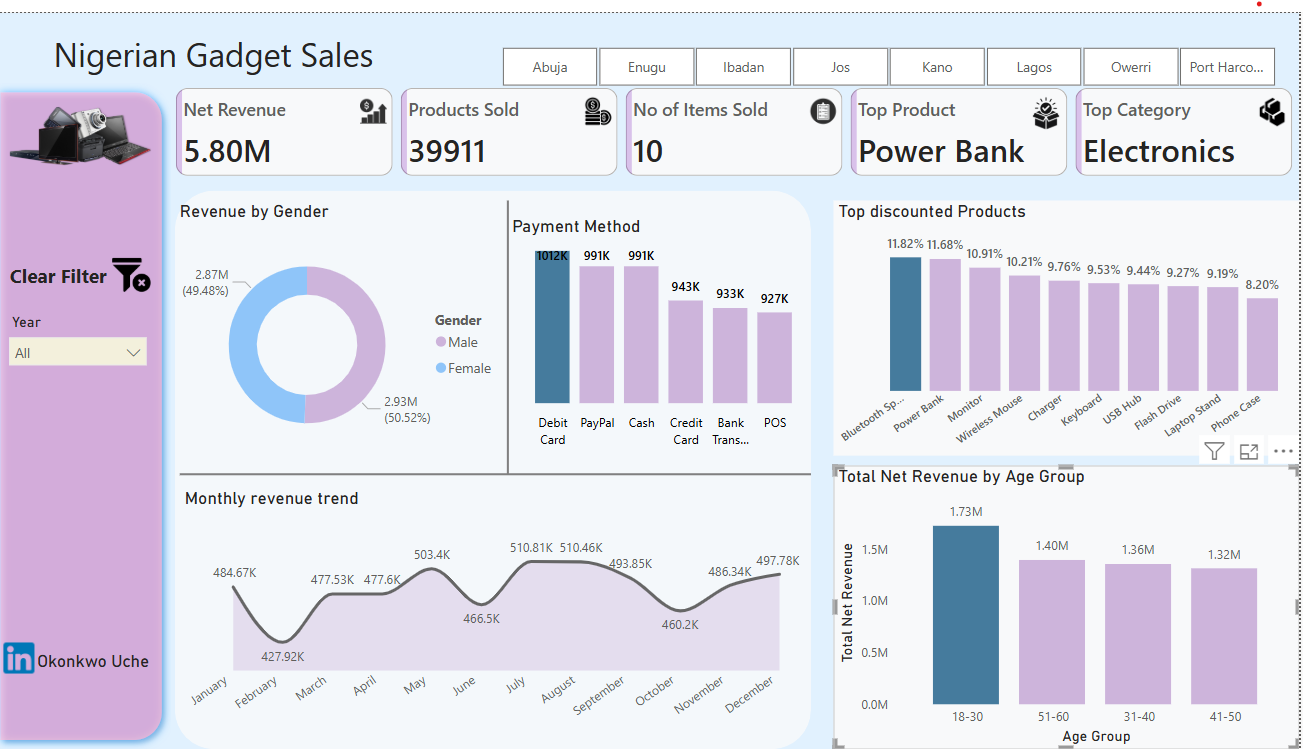 Nigerian Gadget Sales
Abuja
Enugu
Ibadan
Jos
Kano
Lagos
Owerri
Port Harco...
Net Revenue
5.80M
Products Sold
39911
No of Items Sold
10
Top Product
Power Bank
Top Category
Electronics
Clear Filter
Year
All
in Okonkwo Uche
Revenue by Gender
2.87M
(49.48%)
2.93M
(50.52%)
Gender
Male
Female
Payment Method
1012K 991K 991K 943K 933K 927K
Debit Card
PayPal
Cash
Credit Card
Bank Trans...
POS
Top discounted Products
11.82% 11.68% 10.91% 10.21% 9.76% 9.53% 9.44% 9.27% 9.19% 8.20%
Bluetooth Sp...
Power Bank
Monitor
Wireless Mouse
Charger
Keyboard
USB Hub
Flash Drive
Laptop Stand
Phone Case
Monthly revenue trend
484.67K
427.92K
477.53K
477.6K
503.4K
466.5K
510.81K
510.46K
493.85K
460.2K
486.34K
497.78K
January
February
March
April
May
June
July
August
September
October
November
December
Total Net Revenue by Age Group
Total Net Revenue
1.5M
1.0M
0.5M
0.0M
1.73M
1.40M
1.36M
1.32M
18-30
51-60
31-40
41-50
Age Group